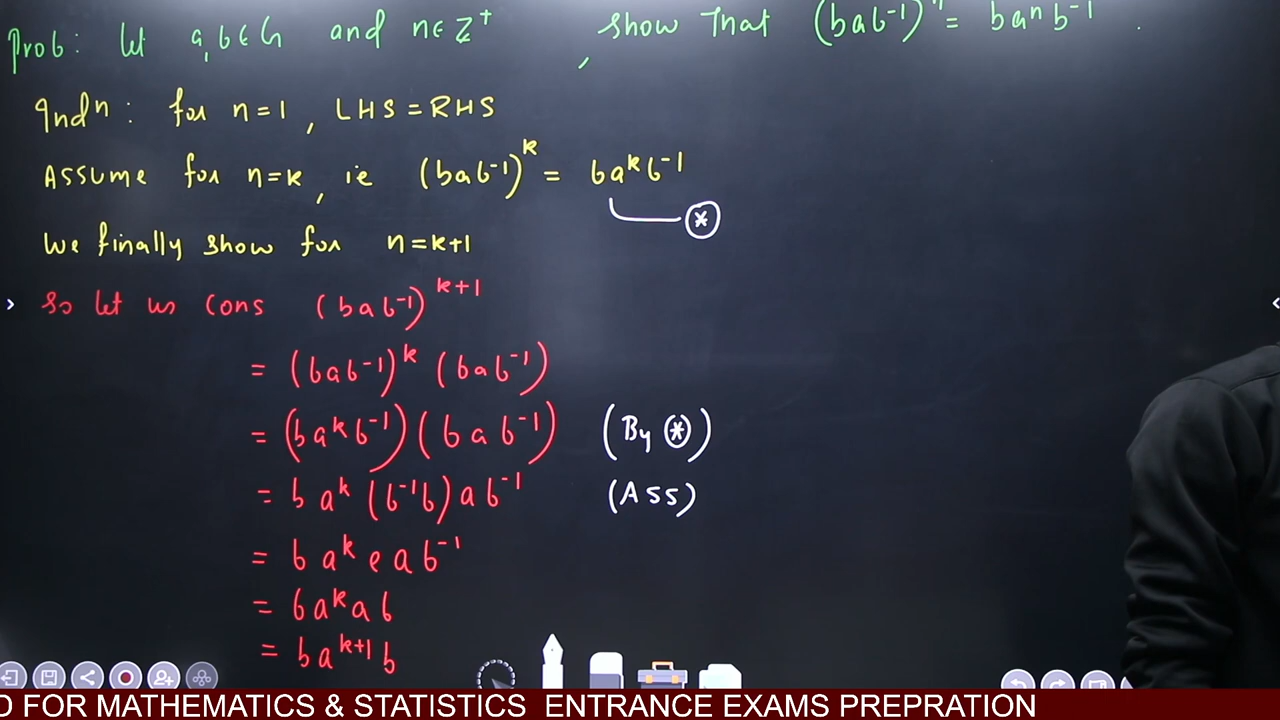 Prob: let a,b∈G and n∈Z⁺, show that (bab⁻¹)ⁿ = baⁿb⁻¹.
Indⁿ: for n=1, LHS=RHS
Assume for n=k, ie (bab⁻¹)ᵏ = baᵏb⁻¹
⊛
We finally show for n=k+1
So let us cons (bab⁻¹)ᵏ⁺¹
= (bab⁻¹)ᵏ (bab⁻¹)
= (baᵏb⁻¹)(bab⁻¹) (By ⊛)
= baᵏ(b⁻¹b)ab⁻¹ (Ass)
= baᵏeab⁻¹
= baᵏab
= baᵏ⁺¹b
FOR MATHEMATICS & STATISTICS ENTRANCE EXAMS PREPRATION